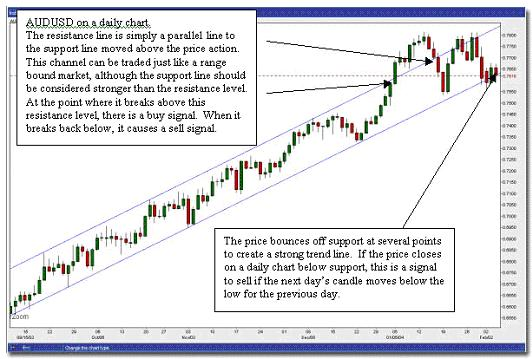 AUDUSD on a daily chart.
The resistance line is simply a parallel line to
the support line moved above the price action.
This channel can be traded just like a range
bound market, although the support line should
be considered stronger than the resistance level.
At the point where it breaks above this
resistance level, there is a buy signal. When it
breaks back below, it causes a sell signal.
The price bounces off support at several points
to create a strong trend line. If the price closes
on a daily chart below support, this is a signal
to sell if the next day's candle moves below the
low for the previous day.
Zoom
Change the chart type.